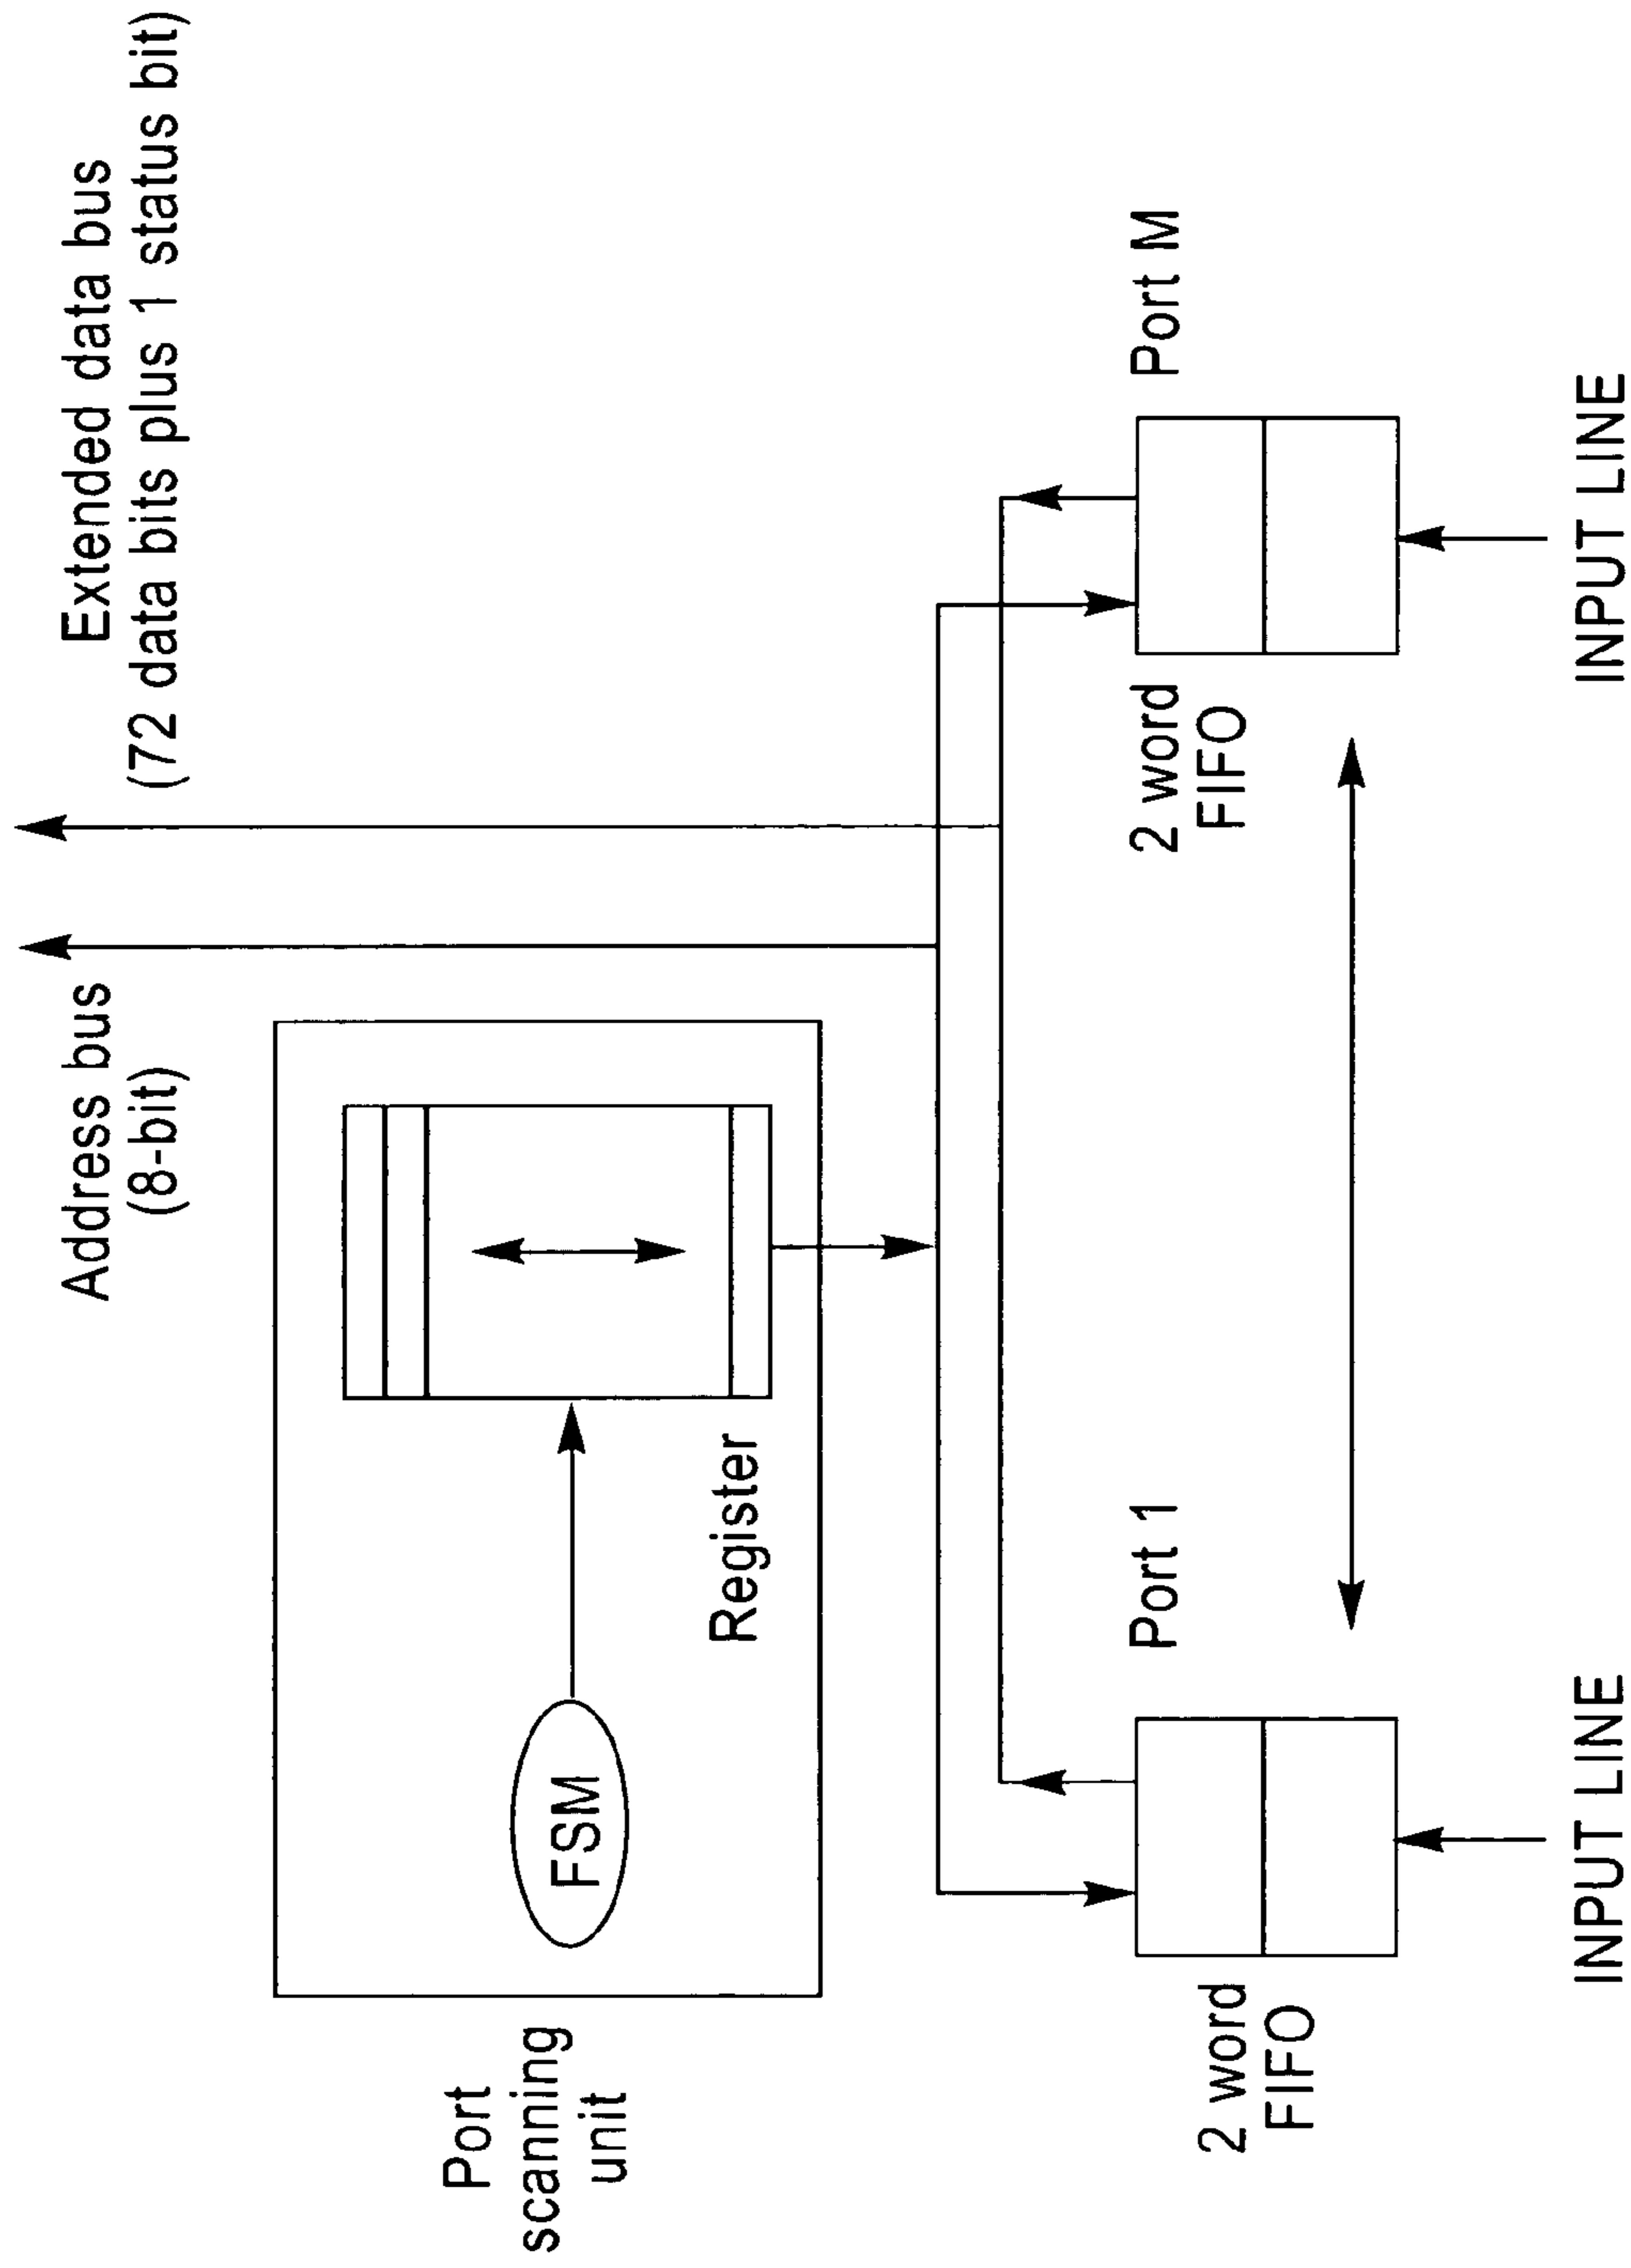 Address bus
(8-bit)
Extended data bus
(72 data bits plus 1 status bit)
Port
scanning
unit
FSM
Register
Port 1
Port M
2 word
FIFO
2 word
FIFO
INPUT LINE
INPUT LINE